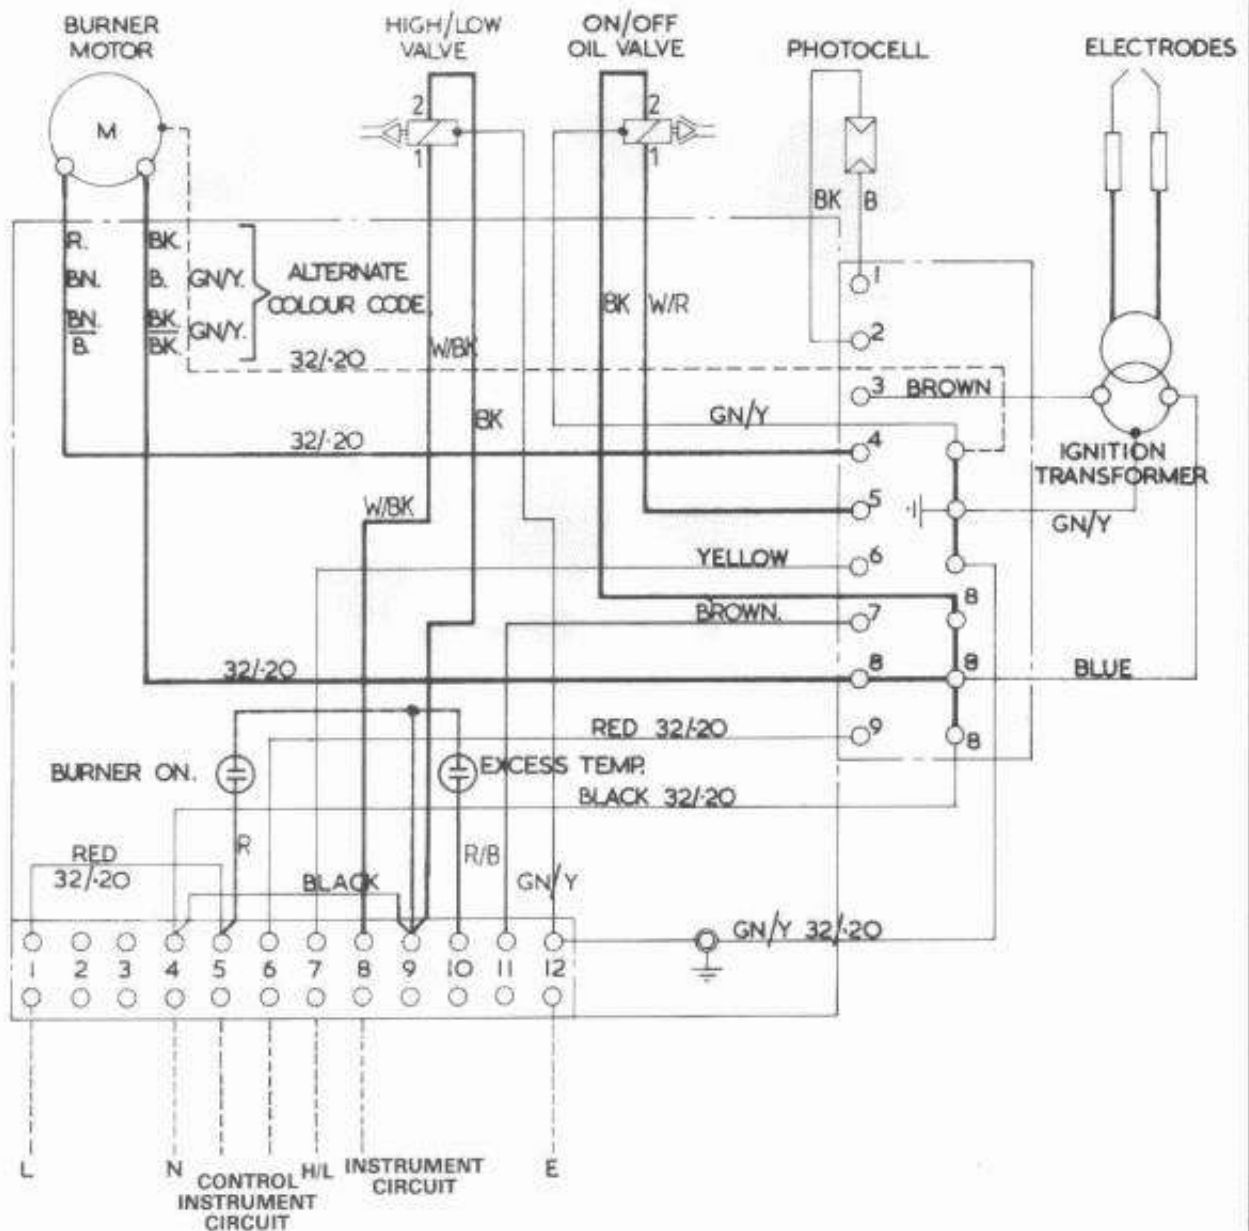 BURNER
MOTOR
HIGH/LOW
VALVE
ON/OFF
OIL VALVE
PHOTOCELL
ELECTRODES
M
2
1
2
1
BK
B
R.
BK.
BN.
B.
GN/Y.
BN.
B.
BK.
BK.
GN/Y.
ALTERNATE
COLOUR CODE
32/·20
W/BK
BK
BK
W/R
1
2
3
BROWN
GN/Y
32/·20
4
IGNITION
TRANSFORMER
W/BK
5
GN/Y
YELLOW
6
8
BROWN.
7
32/·20
8
8
BLUE
RED 32/·20
9
8
BURNER ON.
EXCESS TEMP.
BLACK 32/·20
R
R/B
RED
32/·20
BLACK
GN/Y
GN/Y 32/·20
1
2
3
4
5
6
7
8
9
10
11
12
L
N
CONTROL
INSTRUMENT
CIRCUIT
H/L
INSTRUMENT
CIRCUIT
E